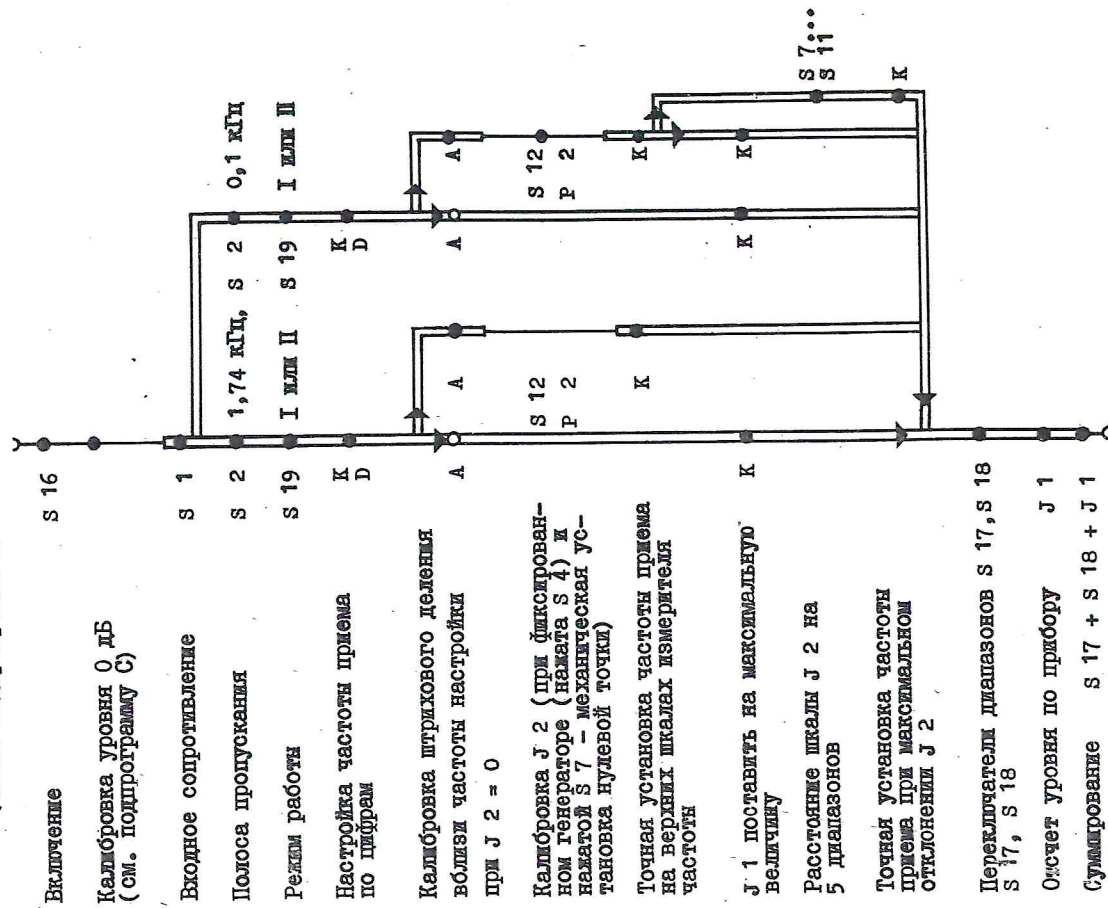 Включение
S 16
Калибровка уровня 0 дБ
(см. подпрограмму С)
Входное сопротивление
S 1
Полоса пропускания
S 2
1,74 кГц, S 2
0,1 кГц
Режим работы
S 19
I или II
S 19
I или II
Настройка частоты приема
по цифрам
K
D
K
D
Калибровка штрихового деления
вблизи частоты настройки
при J 2 = 0
A
A
A
A
Калибровка J 2 (при фиксирован-
ном генераторе (нажата S 4) и
нажатой S 7 – механическая ус-
тановка нулевой точки)
S 12
P 2
S 12
P 2
Точная установка частоты приема
на верхних шкалах измерителя
частоты
K
K
J 1 поставить на максимальную
величину
K
K
K
Расстояние шкалы J 2 на
5 диапазонов
S 7...
S 11
Точная установка частоты
приема при максимальном
отклонении J 2
K
Переключатели диапазонов S 17, S 18
S 17, S 18
Отсчет уровня по прибору
J 1
Суммирование
S 17 + S 18 + J 1